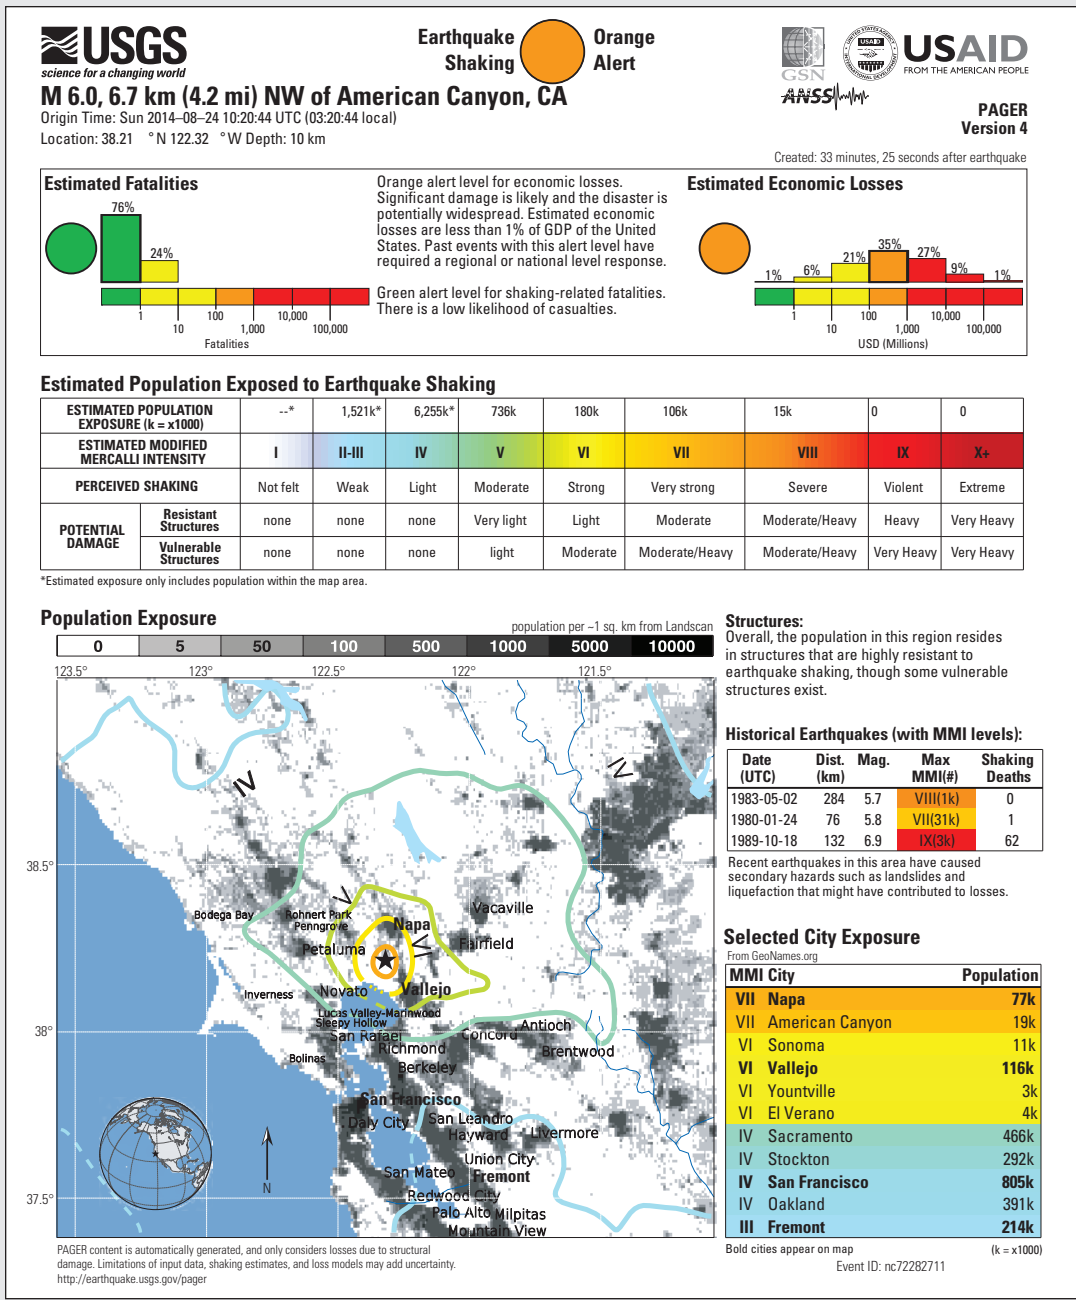 USGS
science for a changing world
Earthquake
Shaking
Orange
Alert
GSN
ANSS
UNITED STATES AGENCY
USAID
INTERNATIONAL DEVELOPMENT
USAID
FROM THE AMERICAN PEOPLE
M 6.0, 6.7 km (4.2 mi) NW of American Canyon, CA
Origin Time: Sun 2014–08–24 10:20:44 UTC (03:20:44 local)
Location: 38.21 °N 122.32 °W Depth: 10 km
PAGER
Version 4
Created: 33 minutes, 25 seconds after earthquake
Estimated Fatalities
76%
24%
1
10
100
1,000
10,000
100,000
Fatalities
Orange alert level for economic losses.
Significant damage is likely and the disaster is
potentially widespread. Estimated economic
losses are less than 1% of GDP of the United
States. Past events with this alert level have
required a regional or national level response.
Green alert level for shaking-related fatalities.
There is a low likelihood of casualties.
Estimated Economic Losses
1%
6%
21%
35%
27%
9%
1%
1
10
100
1,000
10,000
100,000
USD (Millions)
Estimated Population Exposed to Earthquake Shaking
ESTIMATED POPULATION
EXPOSURE (k = x1000)
--* 1,521k* 6,255k* 736k 180k 106k 15k 0 0
ESTIMATED MODIFIED
MERCALLI INTENSITY
I II-III IV V VI VII VIII IX X+
PERCEIVED SHAKING Not felt Weak Light Moderate Strong Very strong Severe Violent Extreme
POTENTIAL
DAMAGE
Resistant
Structures
none none none Very light Light Moderate Moderate/Heavy Heavy Very Heavy
Vulnerable
Structures
none none none light Moderate Moderate/Heavy Moderate/Heavy Very Heavy Very Heavy
*Estimated exposure only includes population within the map area.
Population Exposure
population per ~1 sq. km from Landscan
0 5 50 100 500 1000 5000 10000
123.5° 123° 122.5° 122° 121.5°
38.5°
38°
37.5°
IV
IV
V
VI
Vacaville
Bodega Bay
Rohnert Park
Penngrove
Napa
Petaluma
Fairfield
Inverness
Novato
Vallejo
Lucas Valley-Marinwood
Sleepy Hollow
San Rafael
Concord
Antioch
Richmond
Brentwood
Bolinas
Berkeley
San Francisco
Daly City
San Leandro
Hayward
Livermore
Union City
San Mateo
Fremont
Redwood City
Palo Alto
Milpitas
Mountain View
N
PAGER content is automatically generated, and only considers losses due to structural
damage. Limitations of input data, shaking estimates, and loss models may add uncertainty.
http://earthquake.usgs.gov/pager
Structures:
Overall, the population in this region resides
in structures that are highly resistant to
earthquake shaking, though some vulnerable
structures exist.
Historical Earthquakes (with MMI levels):
Date
(UTC)
Dist.
(km)
Mag.
Max
MMI(#)
Shaking
Deaths
1983-05-02 284 5.7 VIII(1k) 0
1980-01-24 76 5.8 VII(31k) 1
1989-10-18 132 6.9 IX(3k) 62
Recent earthquakes in this area have caused
secondary hazards such as landslides and
liquefaction that might have contributed to losses.
Selected City Exposure
From GeoNames.org
MMI City Population
VII Napa 77k
VII American Canyon 19k
VI Sonoma 11k
VI Vallejo 116k
VI Yountville 3k
VI El Verano 4k
IV Sacramento 466k
IV Stockton 292k
IV San Francisco 805k
IV Oakland 391k
III Fremont 214k
Bold cities appear on map (k = x1000)
Event ID: nc72282711